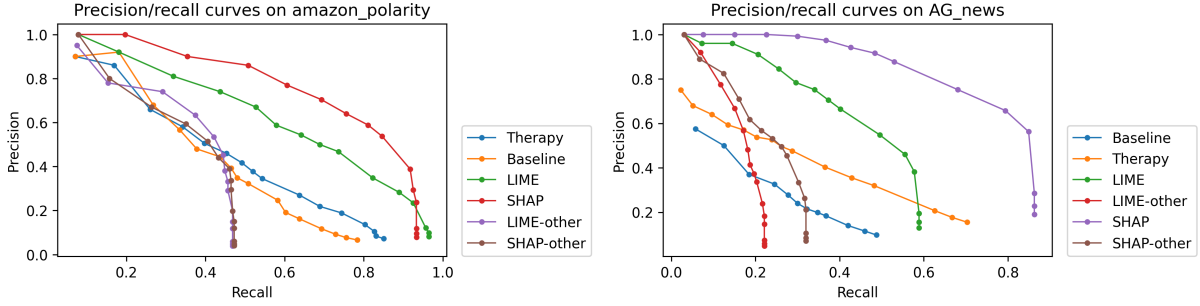 Precision/recall curves on amazon_polarity
Precision
1.0
0.8
0.6
0.4
0.2
0.0
0.2 0.4 0.6 0.8 1.0
Recall
Therapy
Baseline
LIME
SHAP
LIME-other
SHAP-other
Precision/recall curves on AG_news
Precision
1.0
0.8
0.6
0.4
0.2
0.0 0.2 0.4 0.6 0.8
Recall
Baseline
Therapy
LIME
LIME-other
SHAP
SHAP-other